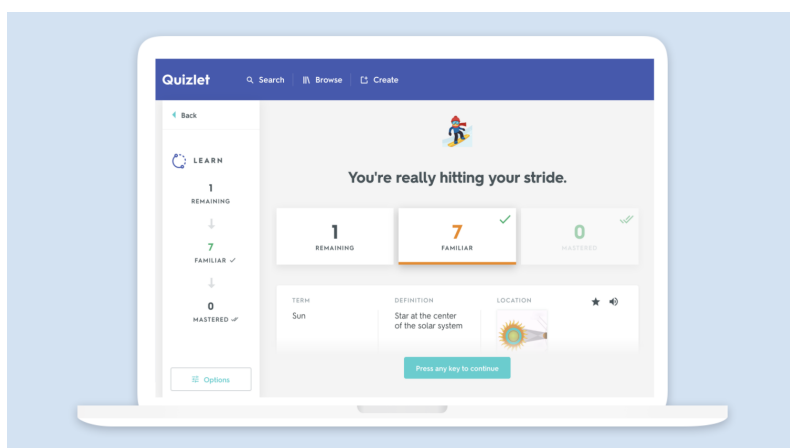 Quizlet
Search
Browse
Create
Back
LEARN
1
REMAINING
7
FAMILIAR
0
MASTERED
Options
You're really hitting your stride.
1
REMAINING
7
FAMILIAR
0
MASTERED
TERM
Sun
DEFINITION
Star at the center
of the solar system
LOCATION
Press any key to continue